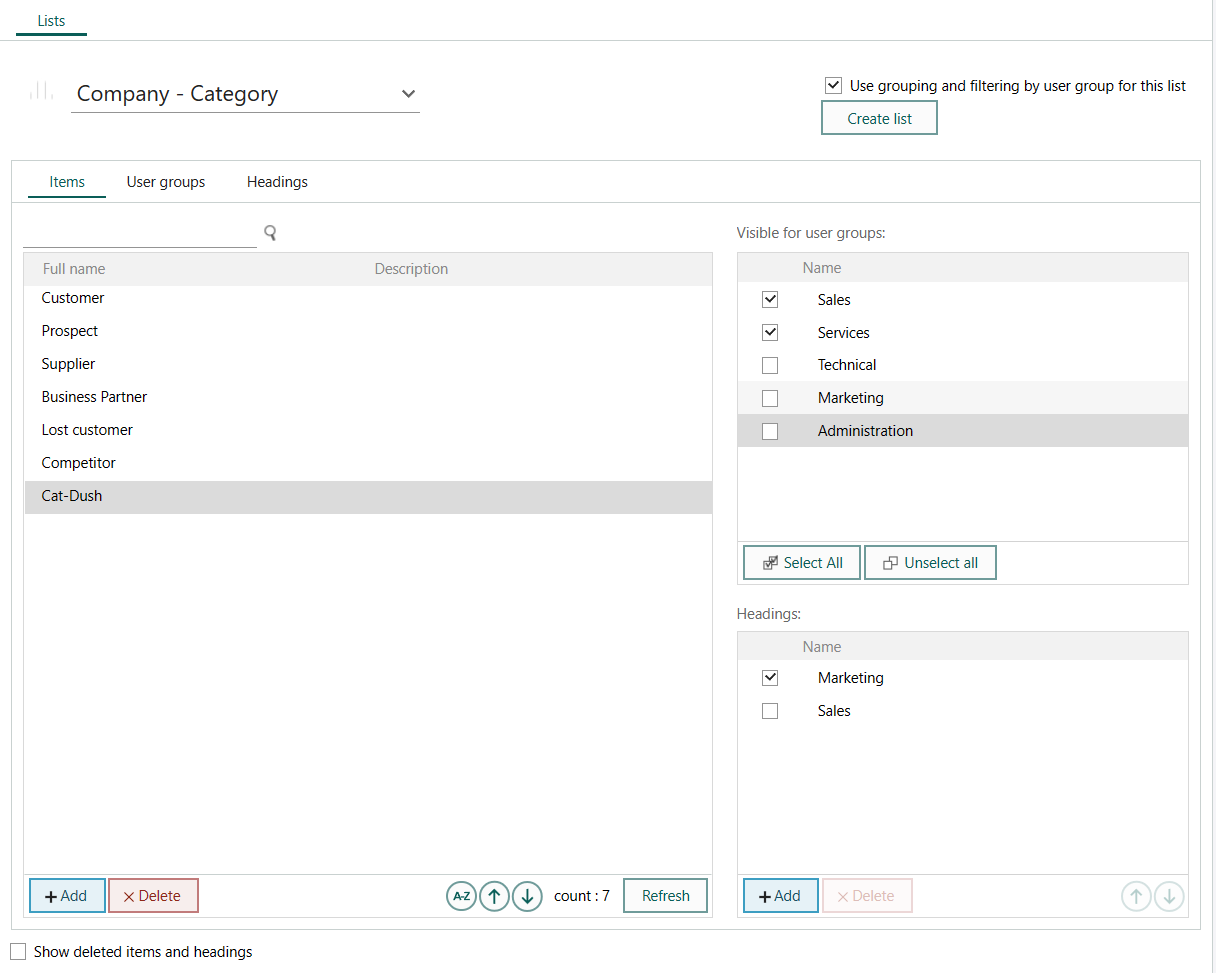 Lists
Company - Category
Use grouping and filtering by user group for this list
Create list
Items User groups Headings
Visible for user groups:
Full name Description
Customer
Prospect
Supplier
Business Partner
Lost customer
Competitor
Cat-Dush
Name
Sales
Services
Technical
Marketing
Administration
Select All Unselect all
Headings:
Name
Marketing
Sales
Add Delete A-Z count : 7 Refresh
Add Delete
Show deleted items and headings